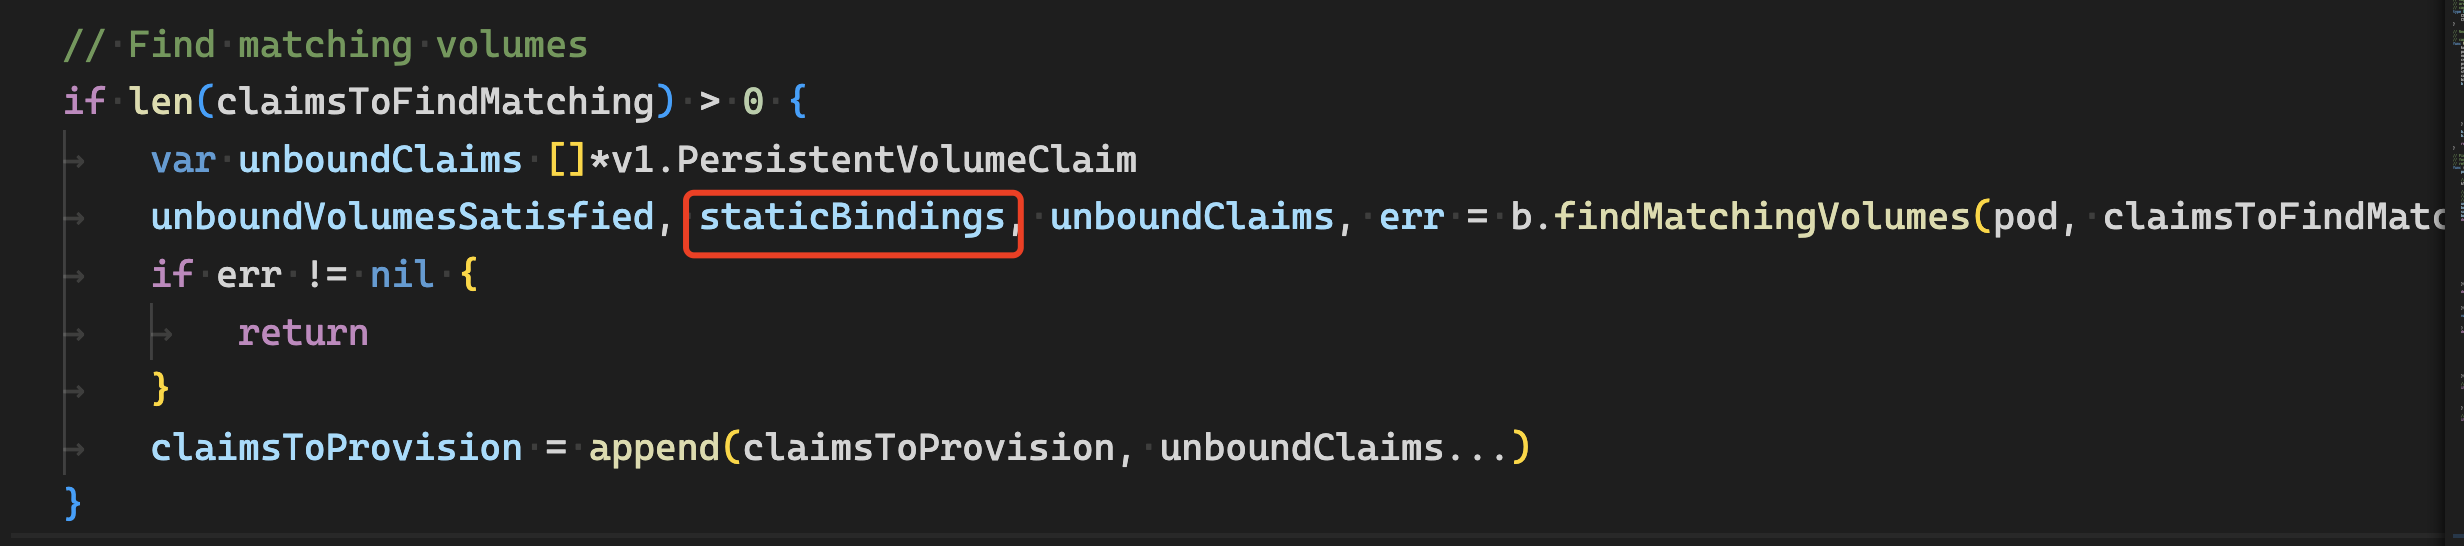 // Find matching volumes
if len(claimsToFindMatching) > 0 {
var unboundClaims []*v1.PersistentVolumeClaim
unboundVolumesSatisfied, staticBindings, unboundClaims, err = b.findMatchingVolumes(pod, claimsToFindMatc
if err != nil {
return
}
claimsToProvision = append(claimsToProvision, unboundClaims...)
}